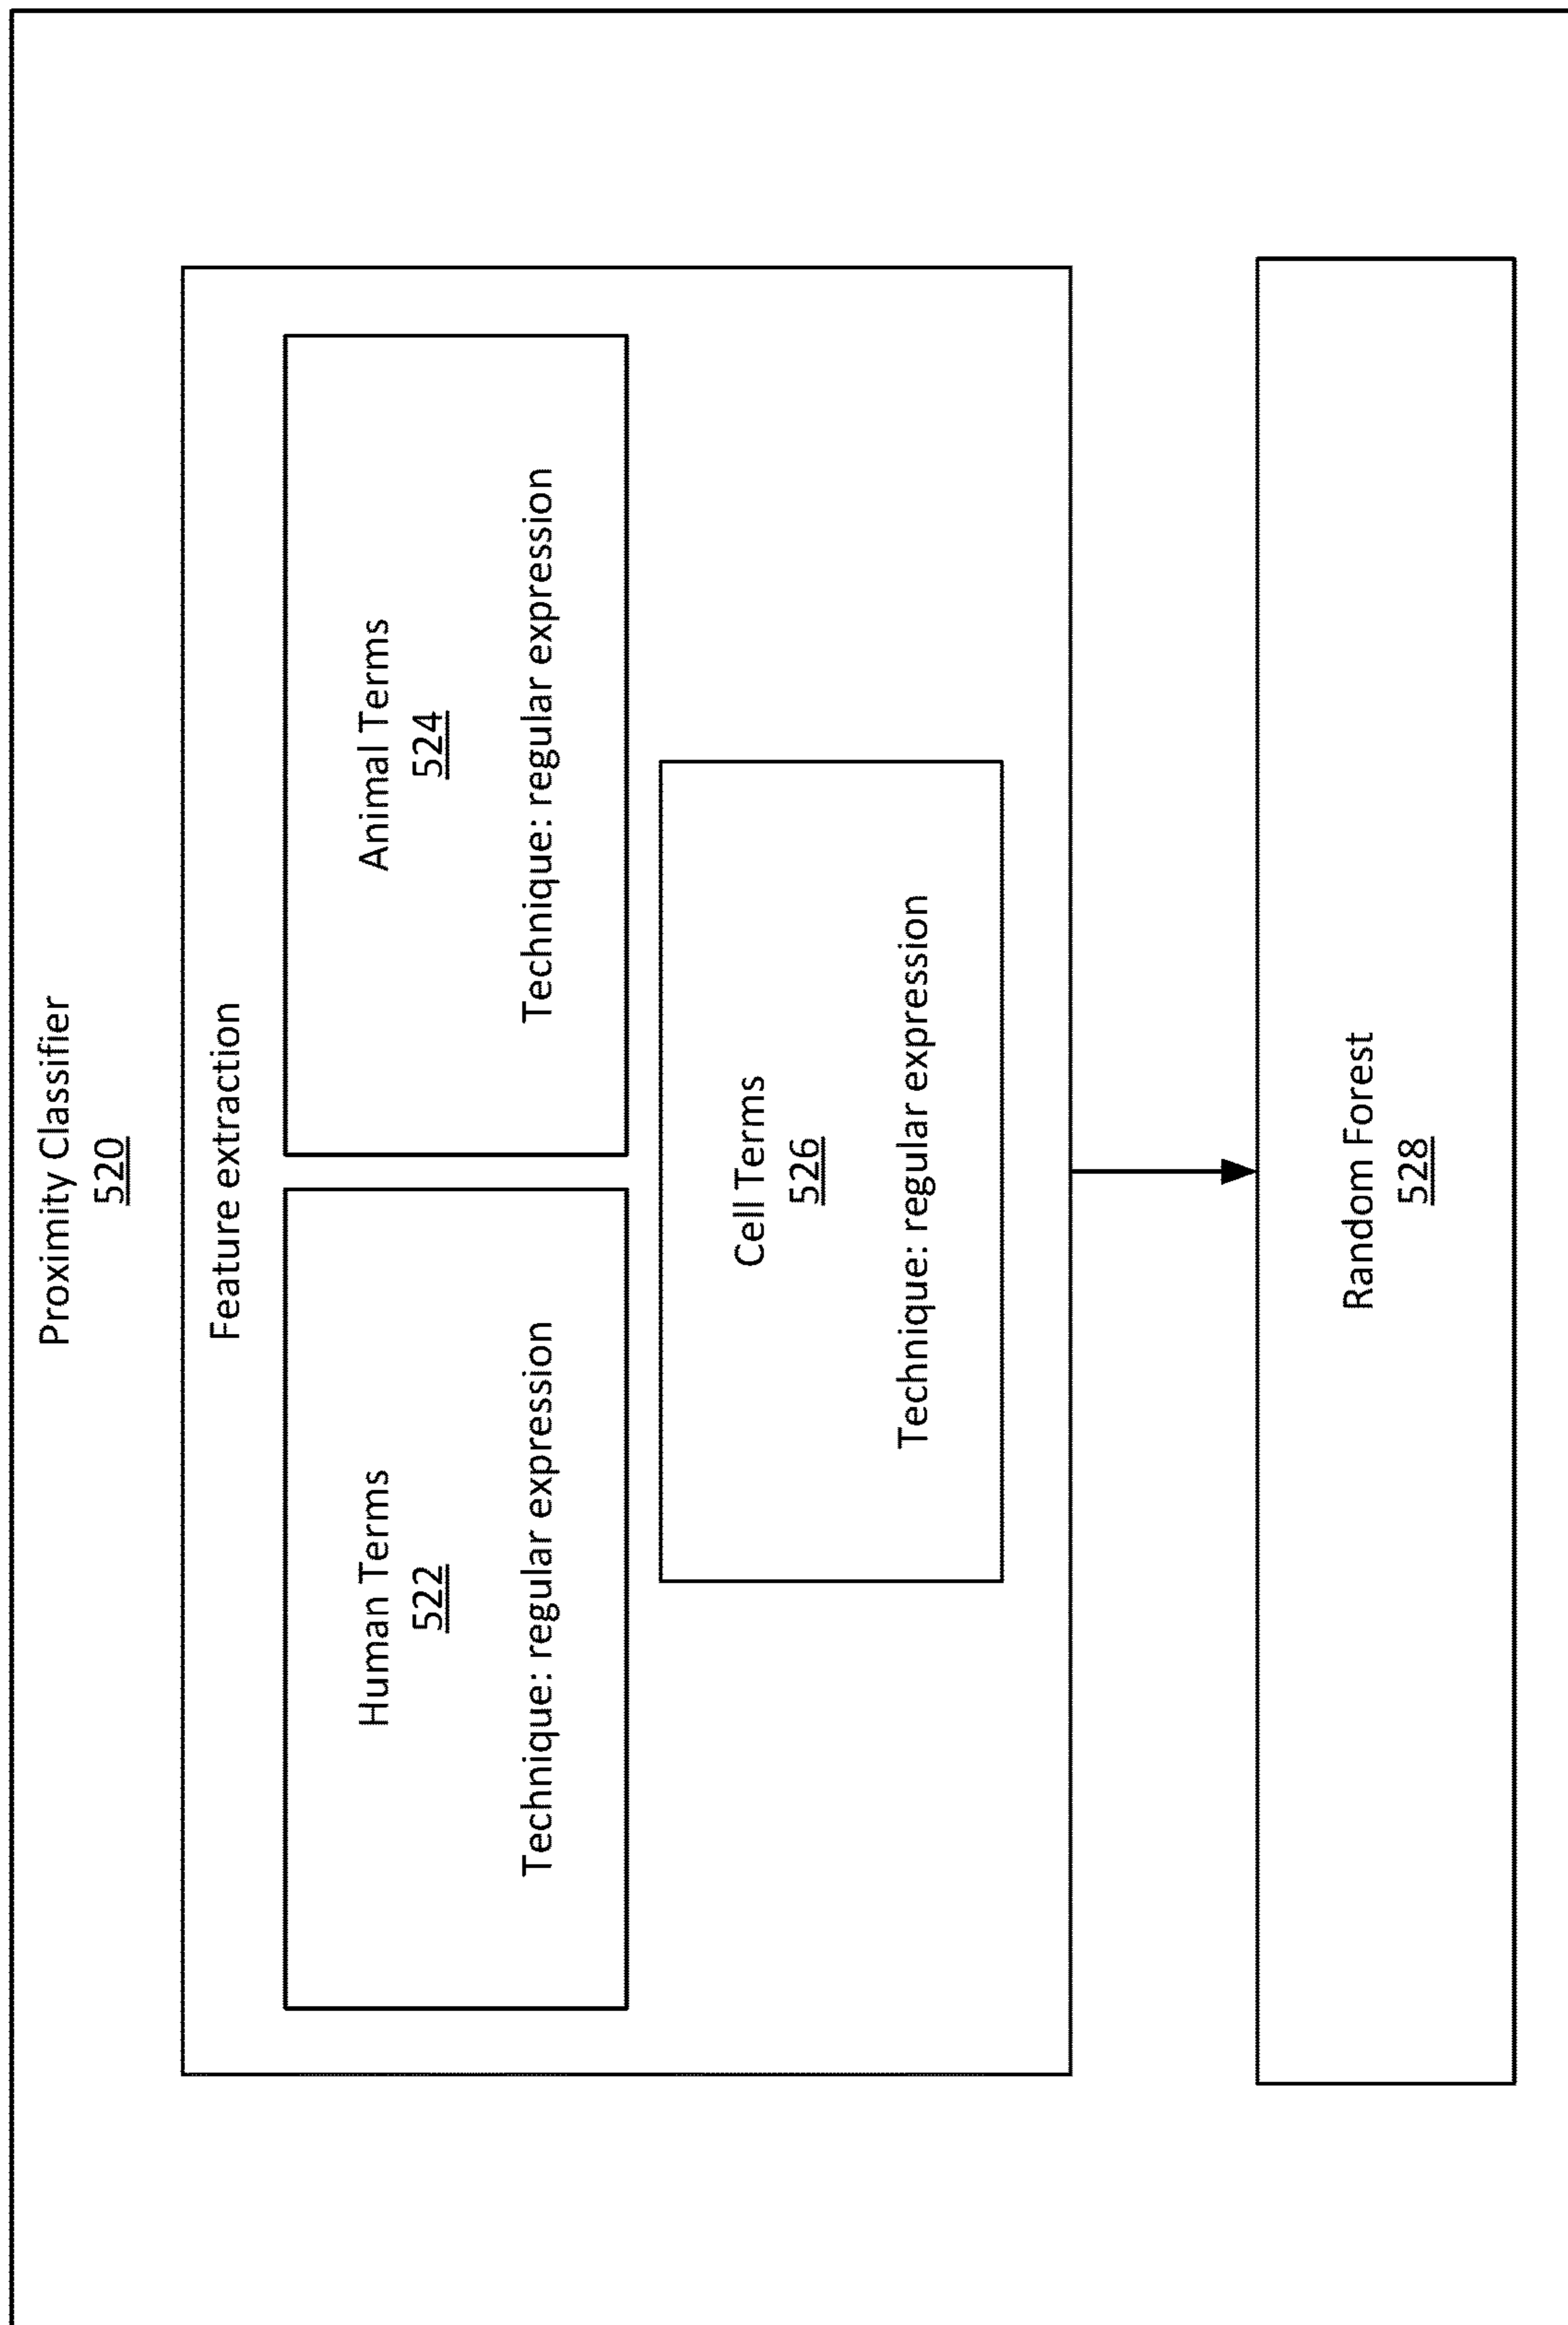 Proximity Classifier
520
Feature extraction
Human Terms
522
Technique: regular expression
Animal Terms
524
Technique: regular expression
Cell Terms
526
Technique: regular expression
Random Forest
528